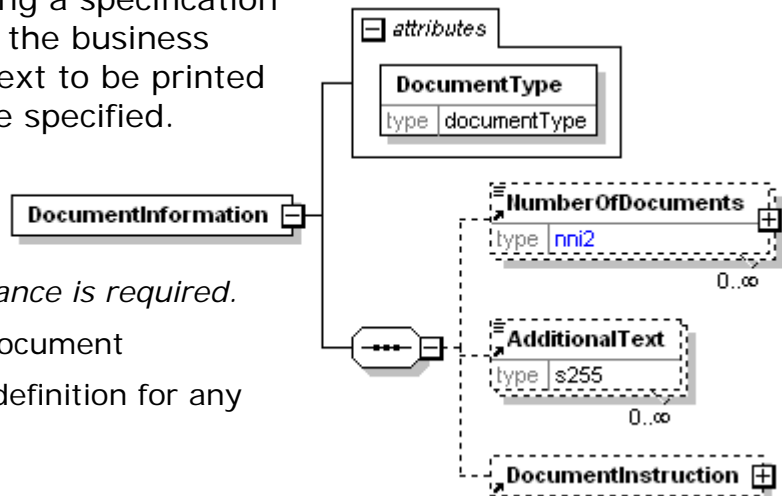 ng a specification
the business
ext to be printed
e specified.
ance is required.
ocument
definition for any
attributes
DocumentType
type documentType
DocumentInformation
NumberOfDocuments
type nni2
0..∞
AdditionalText
type s255
0..∞
DocumentInstruction